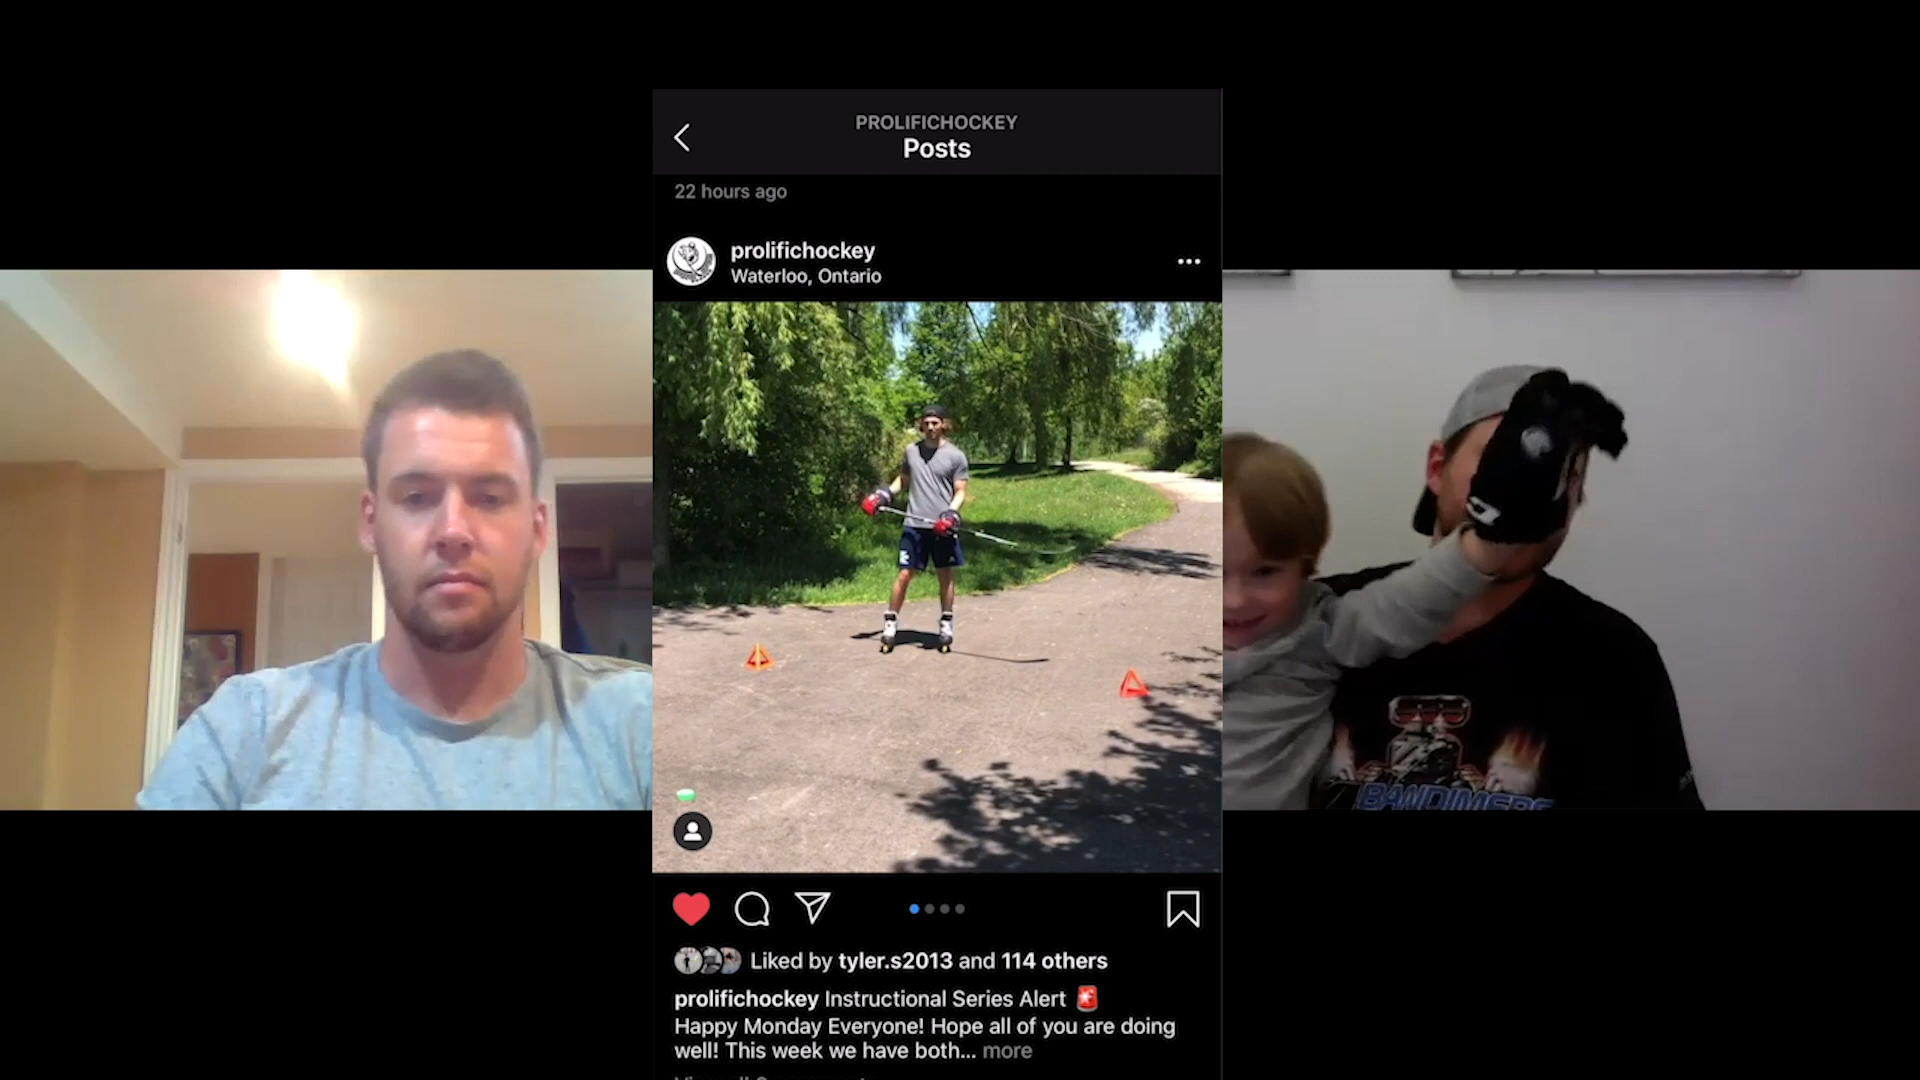 PROLIFICHOCKEY
Posts
22 hours ago
prolifichockey
Waterloo, Ontario
Liked by tyler.s2013 and 114 others
prolifichockey Instructional Series Alert 🚨
Happy Monday Everyone! Hope all of you are doing
well! This week we have both... more
BANDIMERE